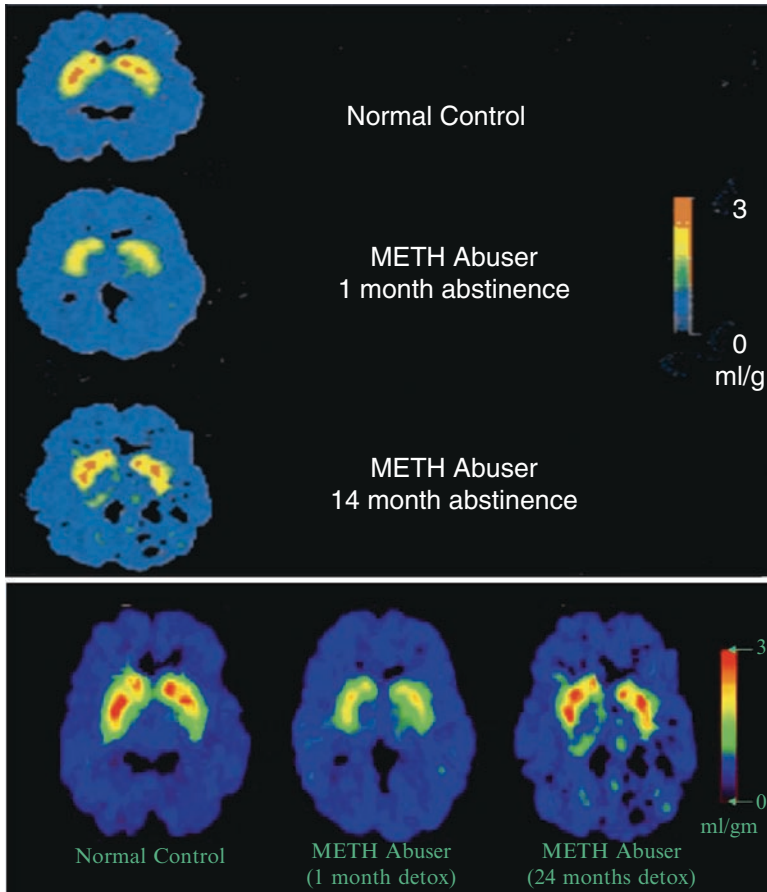 Normal Control
METH Abuser
1 month abstinence
3
0
ml/g
METH Abuser
14 month abstinence
3
0
ml/gm
Normal Control
METH Abuser
(1 month detox)
METH Abuser
(24 months detox)